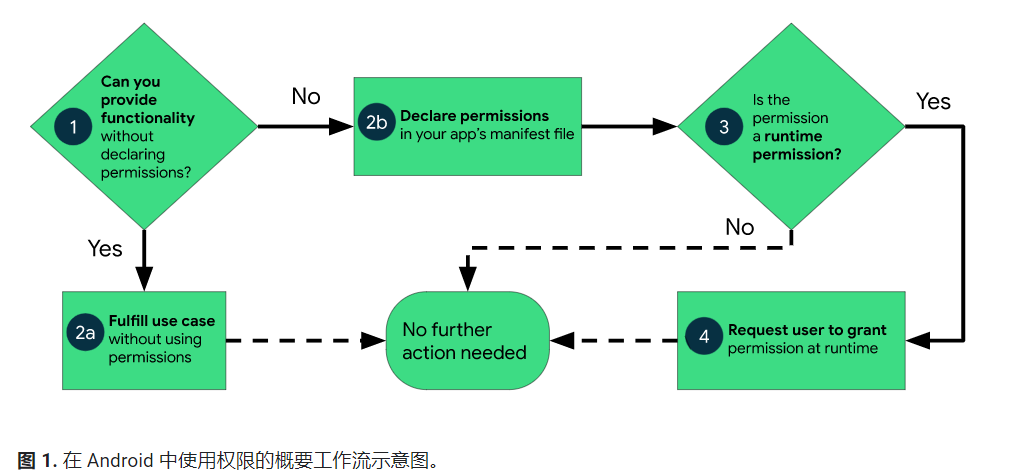 1
Can you
provide
functionality
without
declaring
permissions?
No
2b
Declare permissions
in your app's manifest file
3
Is the
permission
a runtime
permission?
Yes
No
Yes
2a
Fulfill use case
without using
permissions
No further
action needed
4
Request user to grant
permission at runtime
图 1. 在 Android 中使用权限的概要工作流示意图。